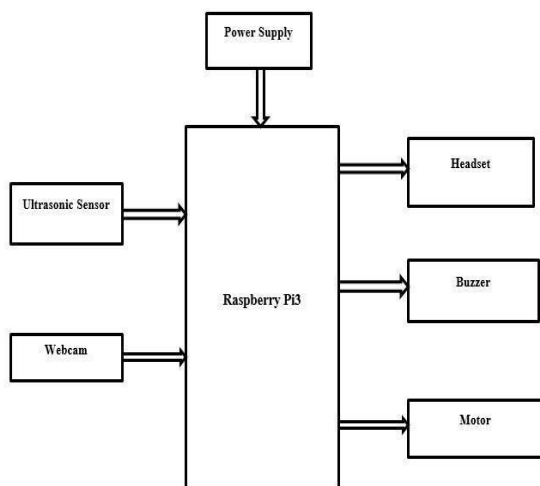 Power Supply
Headset
Ultrasonic Sensor
Raspberry Pi3
Buzzer
Webcam
Motor